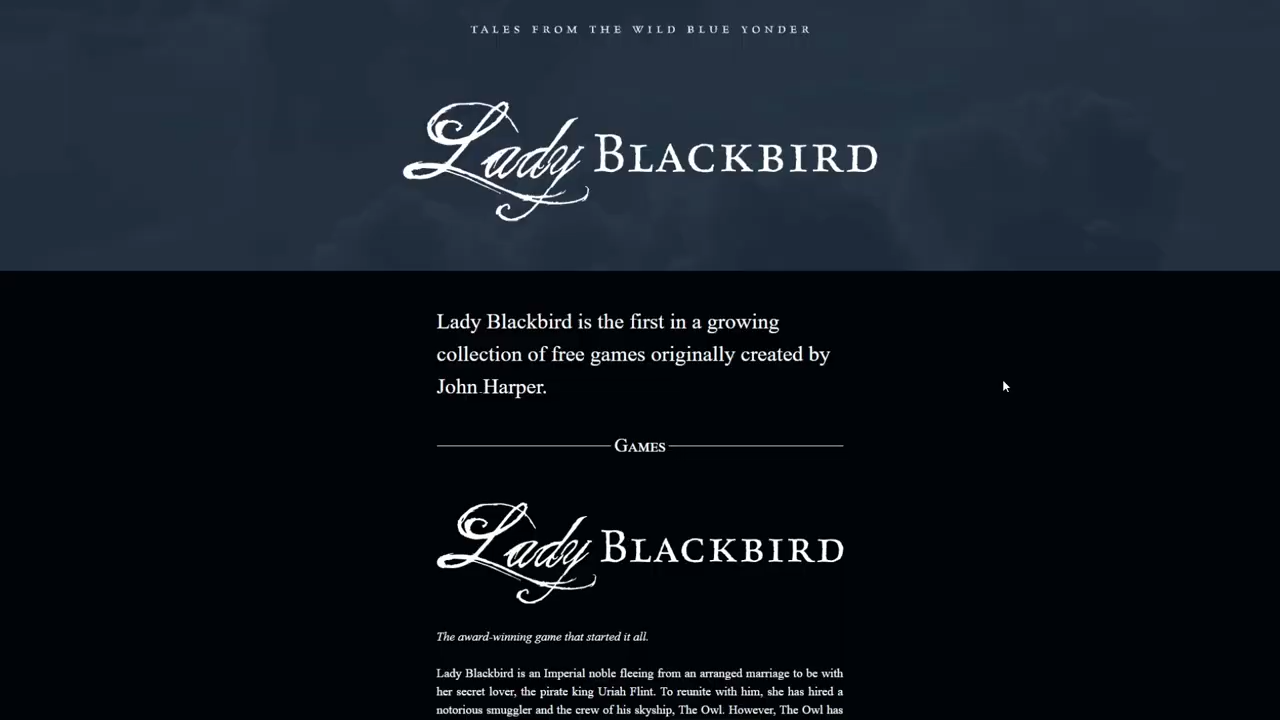 TALES FROM THE WILD BLUE YONDER
Lady BLACKBIRD
Lady Blackbird is the first in a growing
collection of free games originally created by
John Harper.
GAMES
Lady BLACKBIRD
The award-winning game that started it all.
Lady Blackbird is an Imperial noble fleeing from an arranged marriage to be with
her secret lover, the pirate king Uriah Flint. To reunite with him, she has hired a
notorious smuggler and the crew of his skyship, The Owl. However, The Owl has